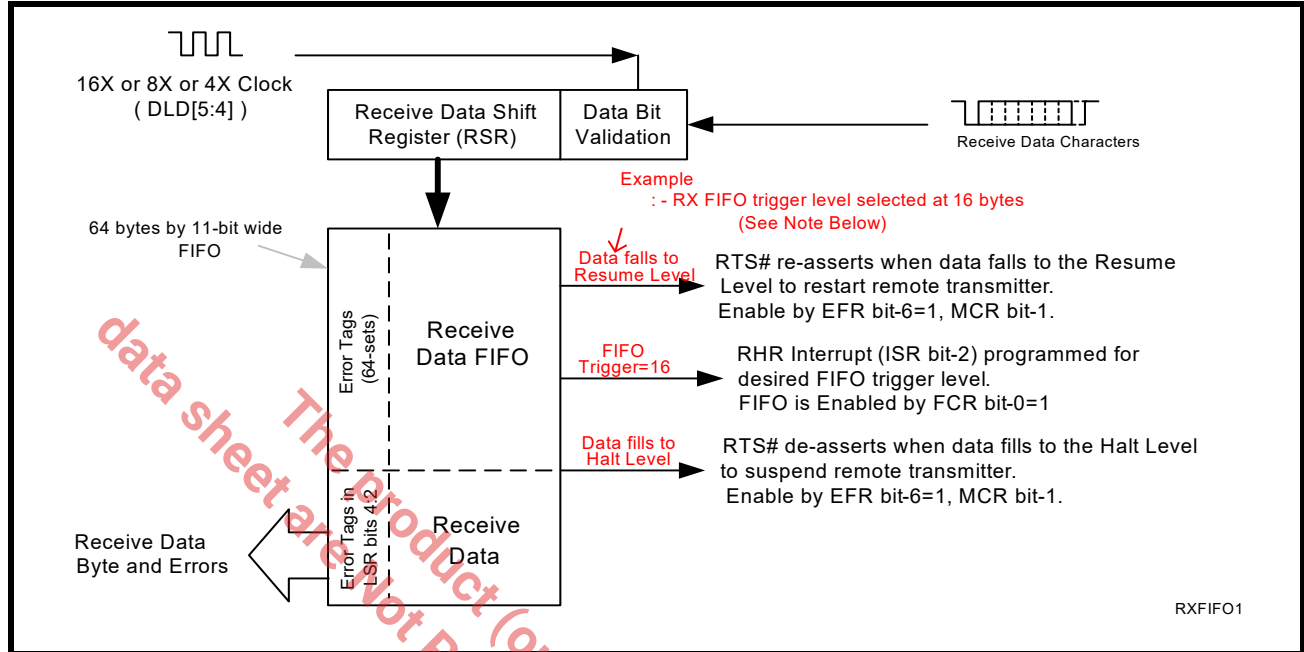 16X or 8X or 4X Clock
( DLD[5:4] )
Receive Data Shift
Register (RSR)
Data Bit
Validation
Receive Data Characters
Example
: - RX FIFO trigger level selected at 16 bytes
(See Note Below)
64 bytes by 11-bit wide
FIFO
Data falls to
Resume Level
RTS# re-asserts when data falls to the Resume
Level to restart remote transmitter.
Enable by EFR bit-6=1, MCR bit-1.
Error Tags
(64-sets)
Receive
Data FIFO
FIFO
Trigger=16
RHR Interrupt (ISR bit-2) programmed for
desired FIFO trigger level.
FIFO is Enabled by FCR bit-0=1
Data fills to
Halt Level
RTS# de-asserts when data fills to the Halt Level
to suspend remote transmitter.
Enable by EFR bit-6=1, MCR bit-1.
Error Tags in
LSR bits 4:2
Receive
Data
Receive Data
Byte and Errors
RXFIFO1
The product (or
data sheet are Not